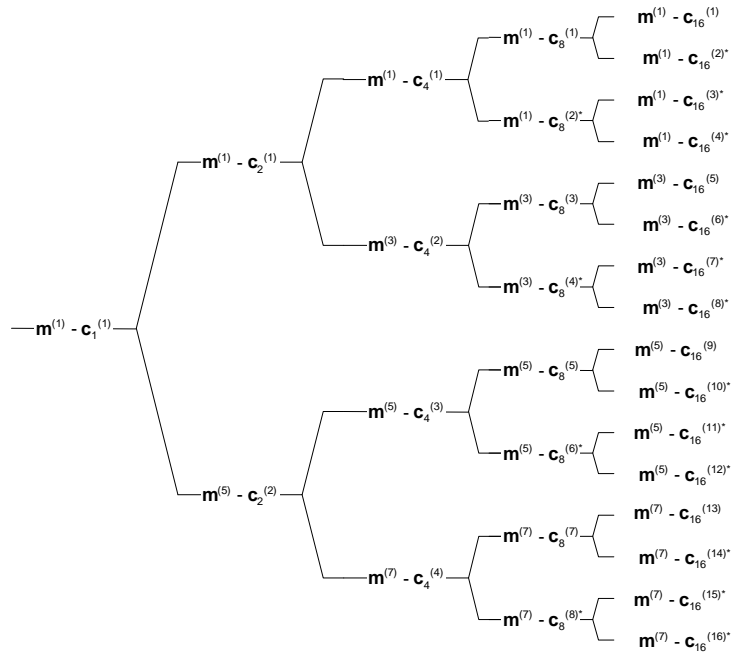 m(1) - c16(1)
m(1) - c8(1)
m(1) - c16(2)*
m(1) - c4(1)
m(1) - c16(3)*
m(1) - c8(2)*
m(1) - c16(4)*
m(1) - c2(1)
m(3) - c16(5)
m(3) - c8(3)
m(3) - c16(6)*
m(3) - c4(2)
m(3) - c16(7)*
m(3) - c8(4)*
m(3) - c16(8)*
m(1) - c1(1)
m(5) - c16(9)
m(5) - c8(5)
m(5) - c16(10)*
m(5) - c4(3)
m(5) - c16(11)*
m(5) - c8(6)*
m(5) - c16(12)*
m(5) - c2(2)
m(7) - c16(13)
m(7) - c8(7)
m(7) - c16(14)*
m(7) - c4(4)
m(7) - c16(15)*
m(7) - c8(8)*
m(7) - c16(16)*